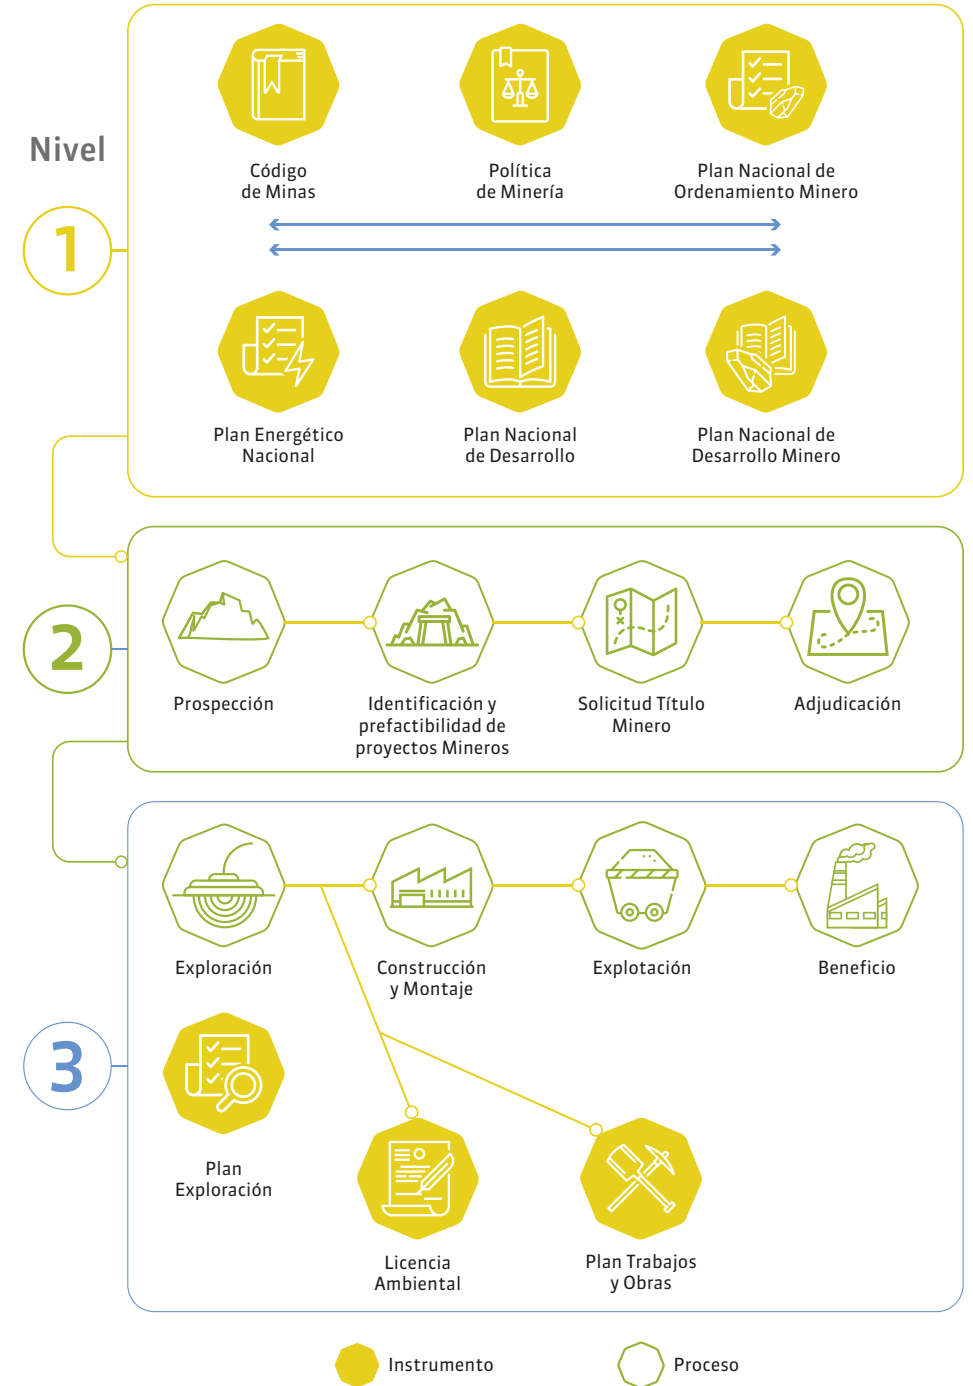 Nivel
1
Código
de Minas
Política
de Minería
Plan Nacional de
Ordenamiento Minero
Plan Energético
Nacional
Plan Nacional
de Desarrollo
Plan Nacional de
Desarrollo Minero
2
Prospección
Identificación y
prefactibilidad de
proyectos Mineros
Solicitud Título
Minero
Adjudicación
3
Exploración
Construcción
y Montaje
Explotación
Beneficio
Plan
Exploración
Licencia
Ambiental
Plan Trabajos
y Obras
Instrumento
Proceso